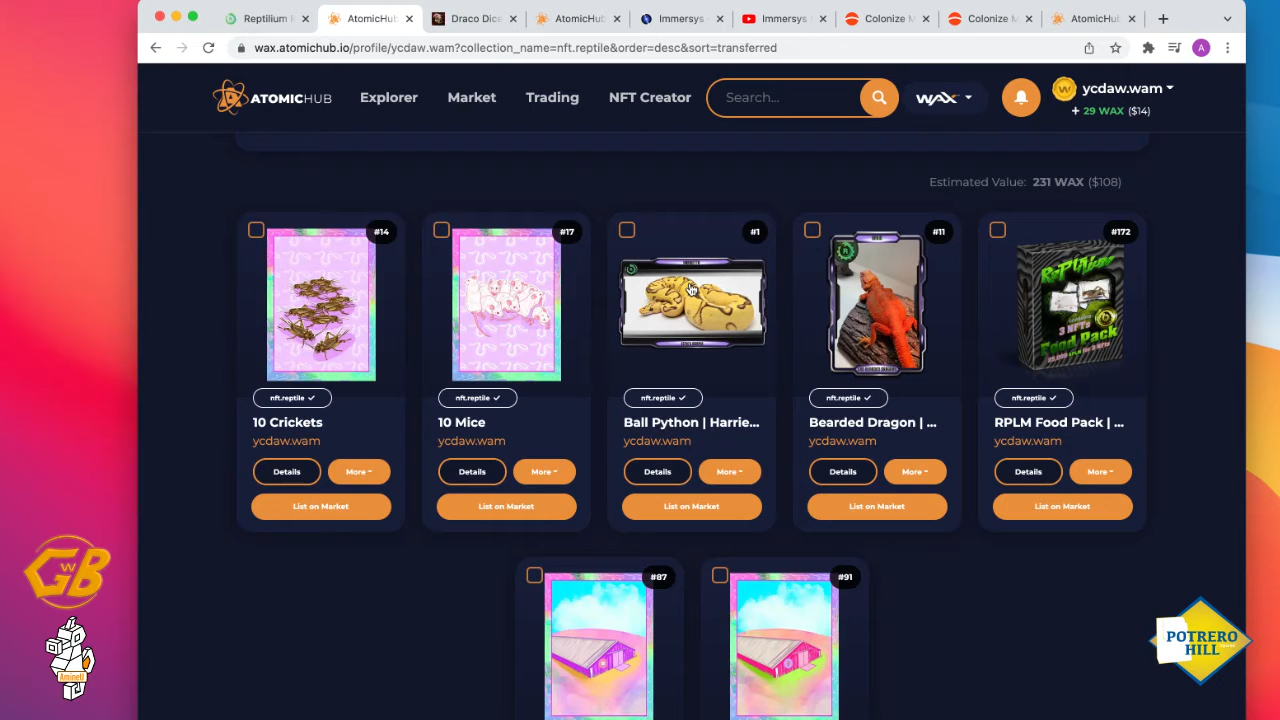 Reptilium R
AtomicHub
Draco Dice
AtomicHub
Immersys -
Immersys
Colonize M
Colonize M
AtomicHub
wax.atomichub.io/profile/ycdaw.wam?collection_name=nft.reptile&order=desc&sort=transferred
A
ATOMICHUB
Explorer
Market
Trading
NFT Creator
Search...
WAX
ycdaw.wam
+ 29 WAX ($14)
Estimated Value: 231 WAX ($108)
#14
#17
#1
#11
#172
R
RePTiLium
3 NFTs
Food Pack
nft.reptile
nft.reptile
nft.reptile
nft.reptile
nft.reptile
10 Crickets
10 Mice
Ball Python | Harrie...
Bearded Dragon | ...
RPLM Food Pack | ...
ycdaw.wam
ycdaw.wam
ycdaw.wam
ycdaw.wam
ycdaw.wam
Details
More
Details
More
Details
More
Details
More
Details
More
List on Market
List on Market
List on Market
List on Market
List on Market
#87
#91
GWB
Aminell
POTRERO
HILL